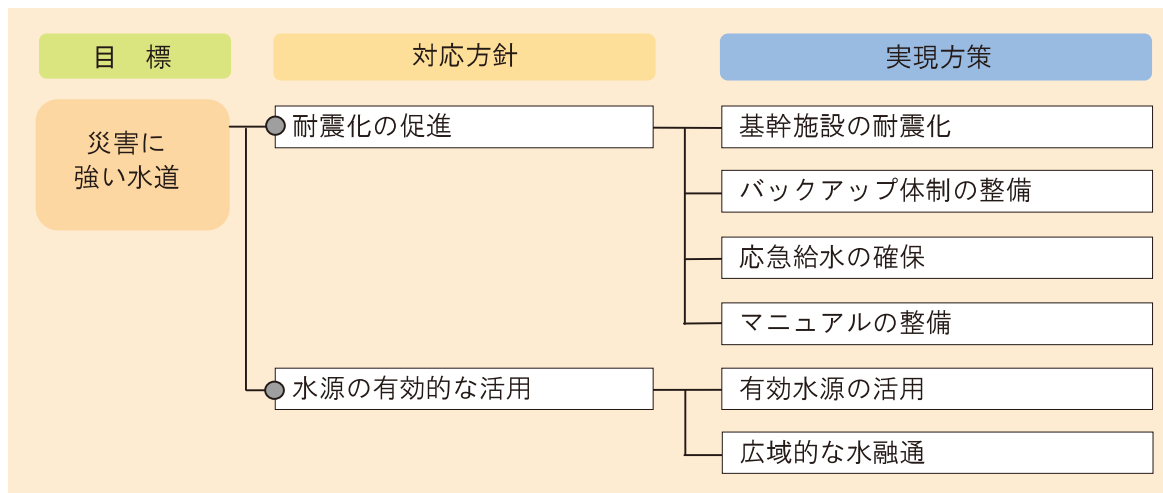 目　標
対応方針
実現方策
災害に
強い水道
耐震化の促進
基幹施設の耐震化
バックアップ体制の整備
応急給水の確保
マニュアルの整備
水源の有効的な活用
有効水源の活用
広域的な水融通